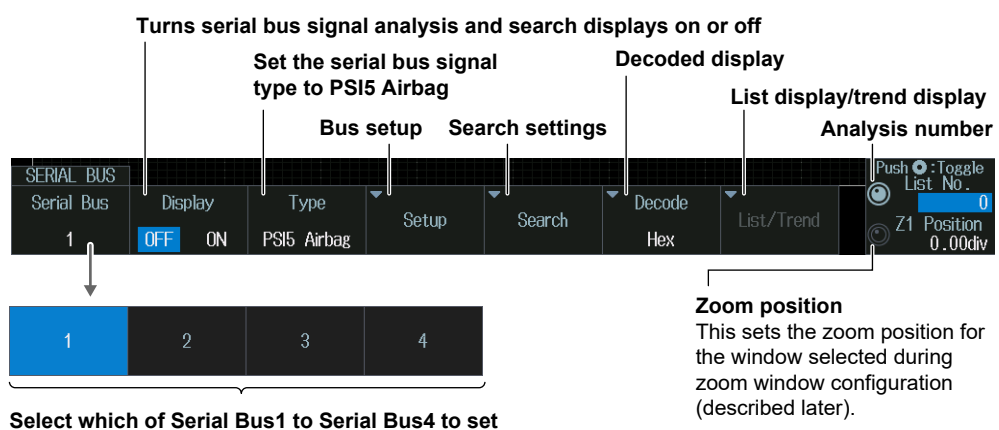 Turns serial bus signal analysis and search displays on or off
Set the serial bus signal
type to PSI5 Airbag
Decoded display
List display/trend display
Bus setup
Search settings
Analysis number
SERIAL BUS
Serial Bus
1
Display
OFF ON
Type
PSI5 Airbag
Setup
Search
Decode
Hex
List/Trend
Push :Toggle
List No.
0
Z1 Position
0.00div
1
2
3
4
Select which of Serial Bus1 to Serial Bus4 to set
Zoom position
This sets the zoom position for
the window selected during
zoom window configuration
(described later).